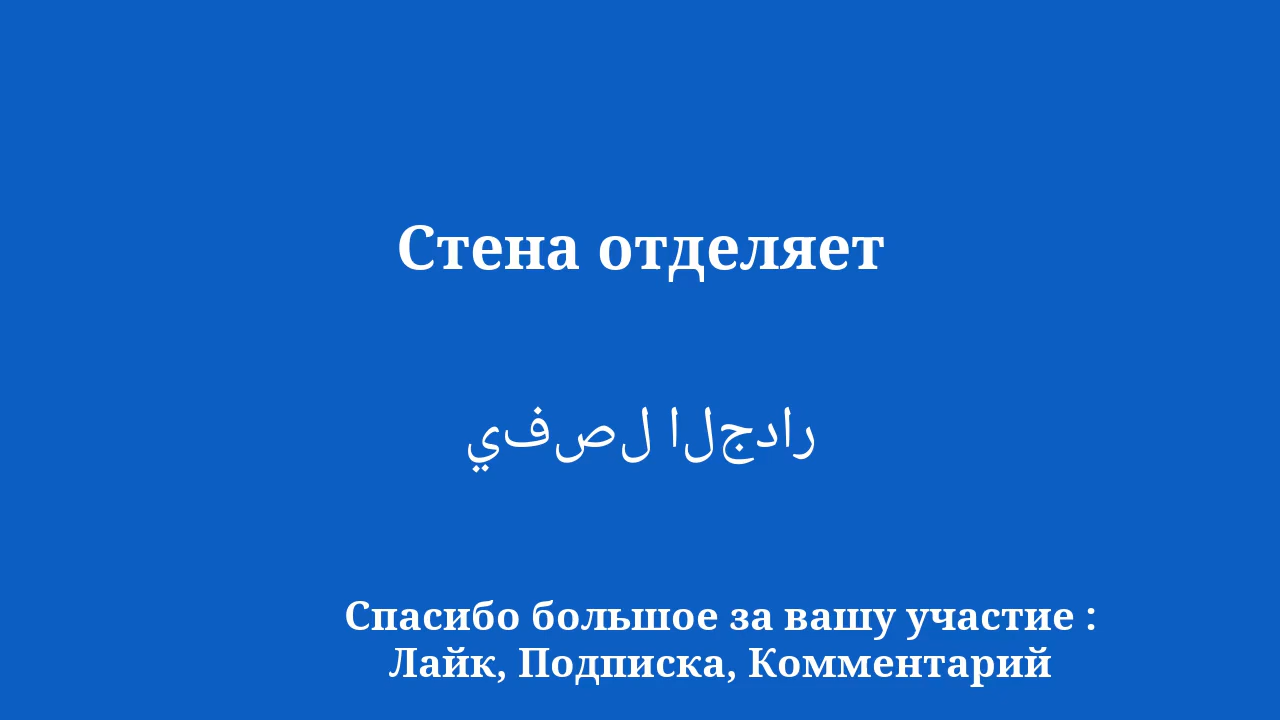 Стена отделяет
يفصل الجدار
Спасибо большое за вашу участие :
Лайк, Подписка, Комментарий